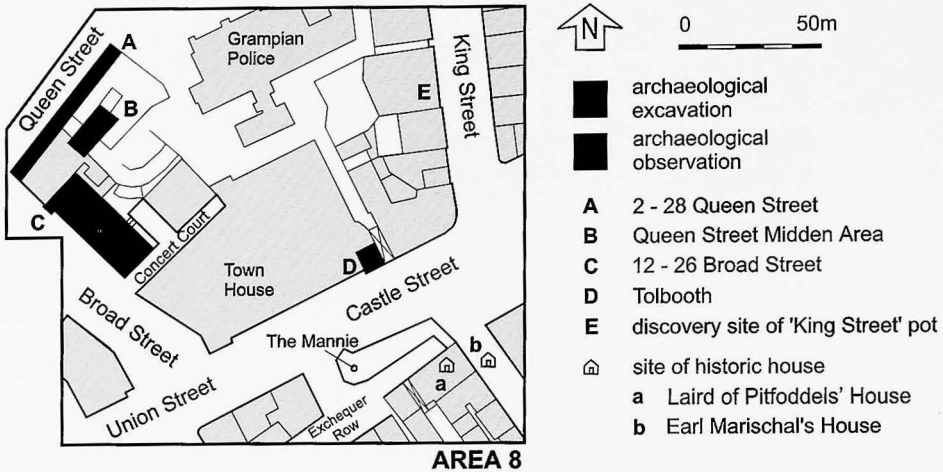 A
Queen Street
Grampian
Police
King Street
B
E
C
Concert Court
Town
House
D
Castle Street
Broad Street
The Mannie
b
a
Union Street
Exchequer
Row
AREA 8
N
0 50m
archaeological
excavation
archaeological
observation
A 2 - 28 Queen Street
B Queen Street Midden Area
C 12 - 26 Broad Street
D Tolbooth
E discovery site of 'King Street' pot
site of historic house
a Laird of Pitfoddels' House
b Earl Marischal's House